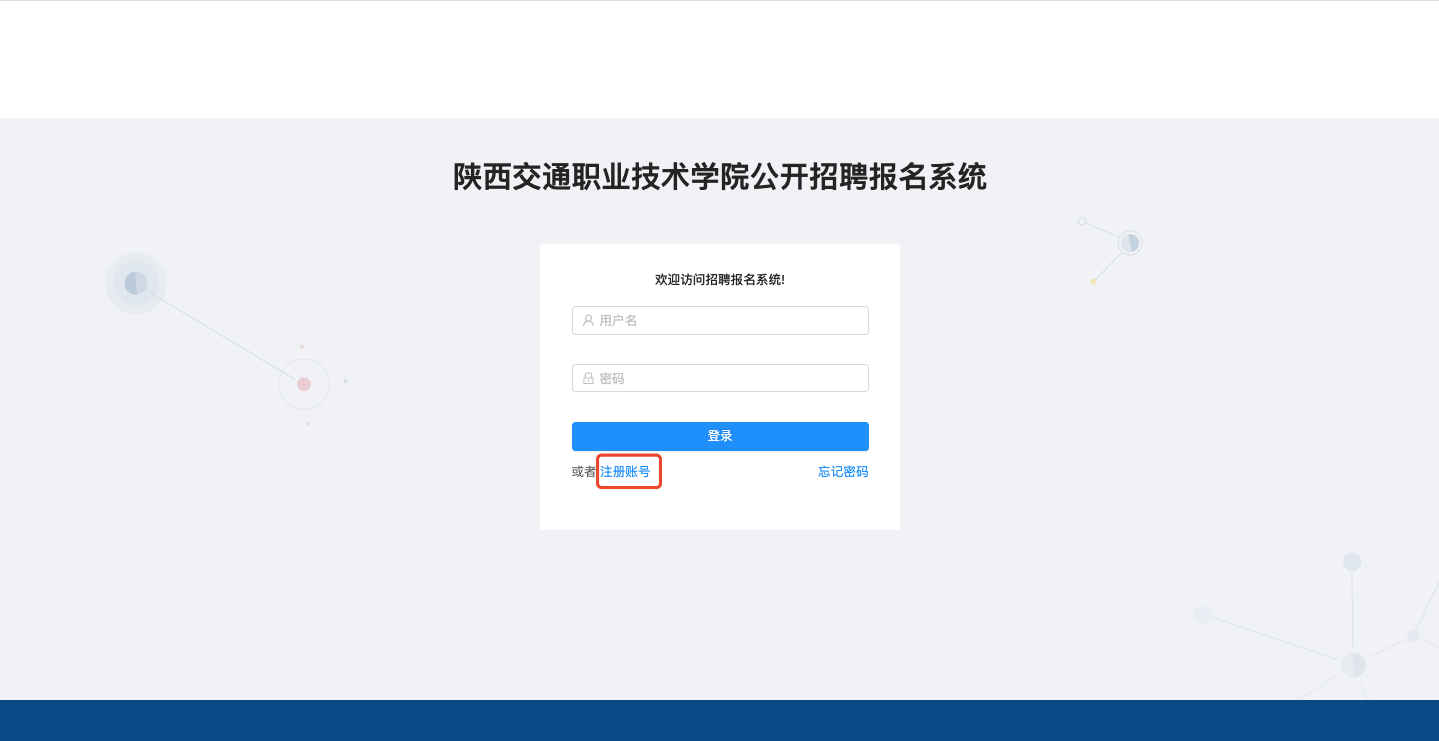 陕西交通职业技术学院公开招聘报名系统
欢迎访问招聘报名系统!
用户名
密码
登录
或者 注册账号 忘记密码